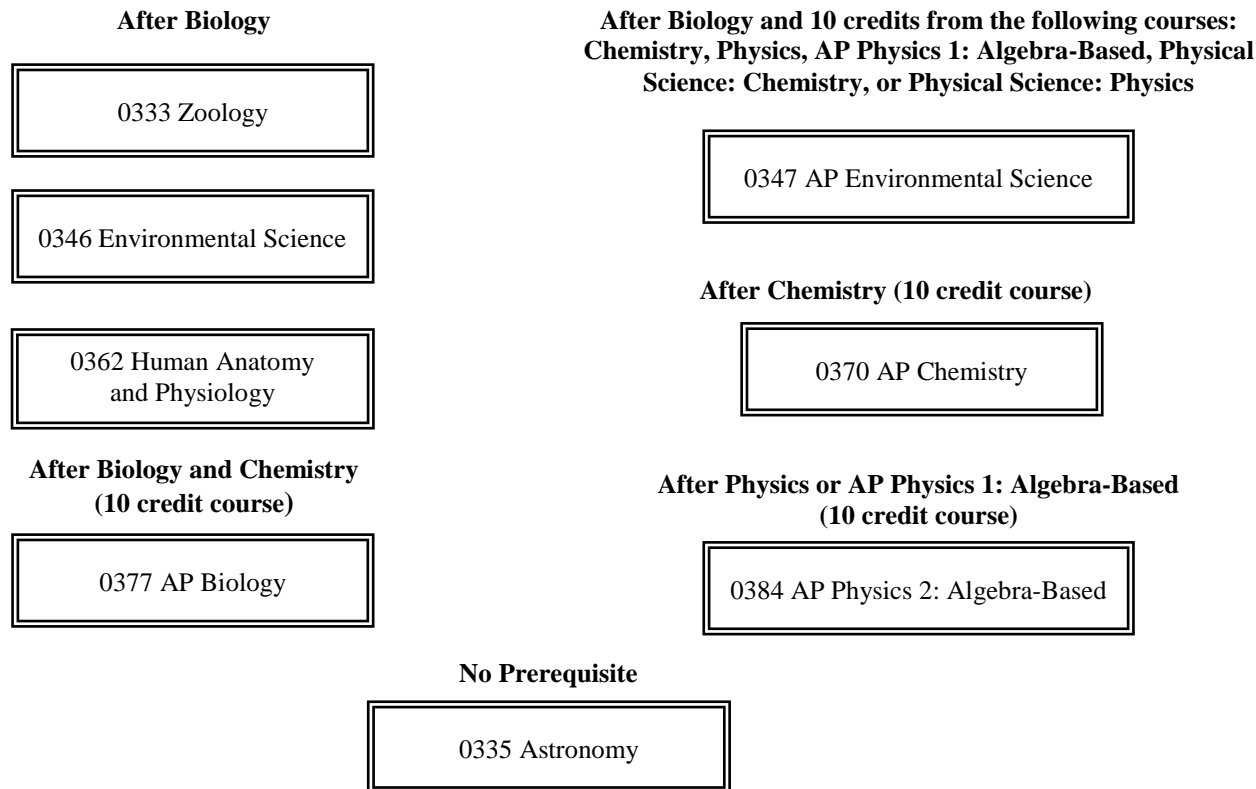 After Biology
0333 Zoology
0346 Environmental Science
0362 Human Anatomy
and Physiology
After Biology and Chemistry
(10 credit course)
0377 AP Biology
After Biology and 10 credits from the following courses:
Chemistry, Physics, AP Physics 1: Algebra-Based, Physical
Science: Chemistry, or Physical Science: Physics
0347 AP Environmental Science
After Chemistry (10 credit course)
0370 AP Chemistry
After Physics or AP Physics 1: Algebra-Based
(10 credit course)
0384 AP Physics 2: Algebra-Based
No Prerequisite
0335 Astronomy